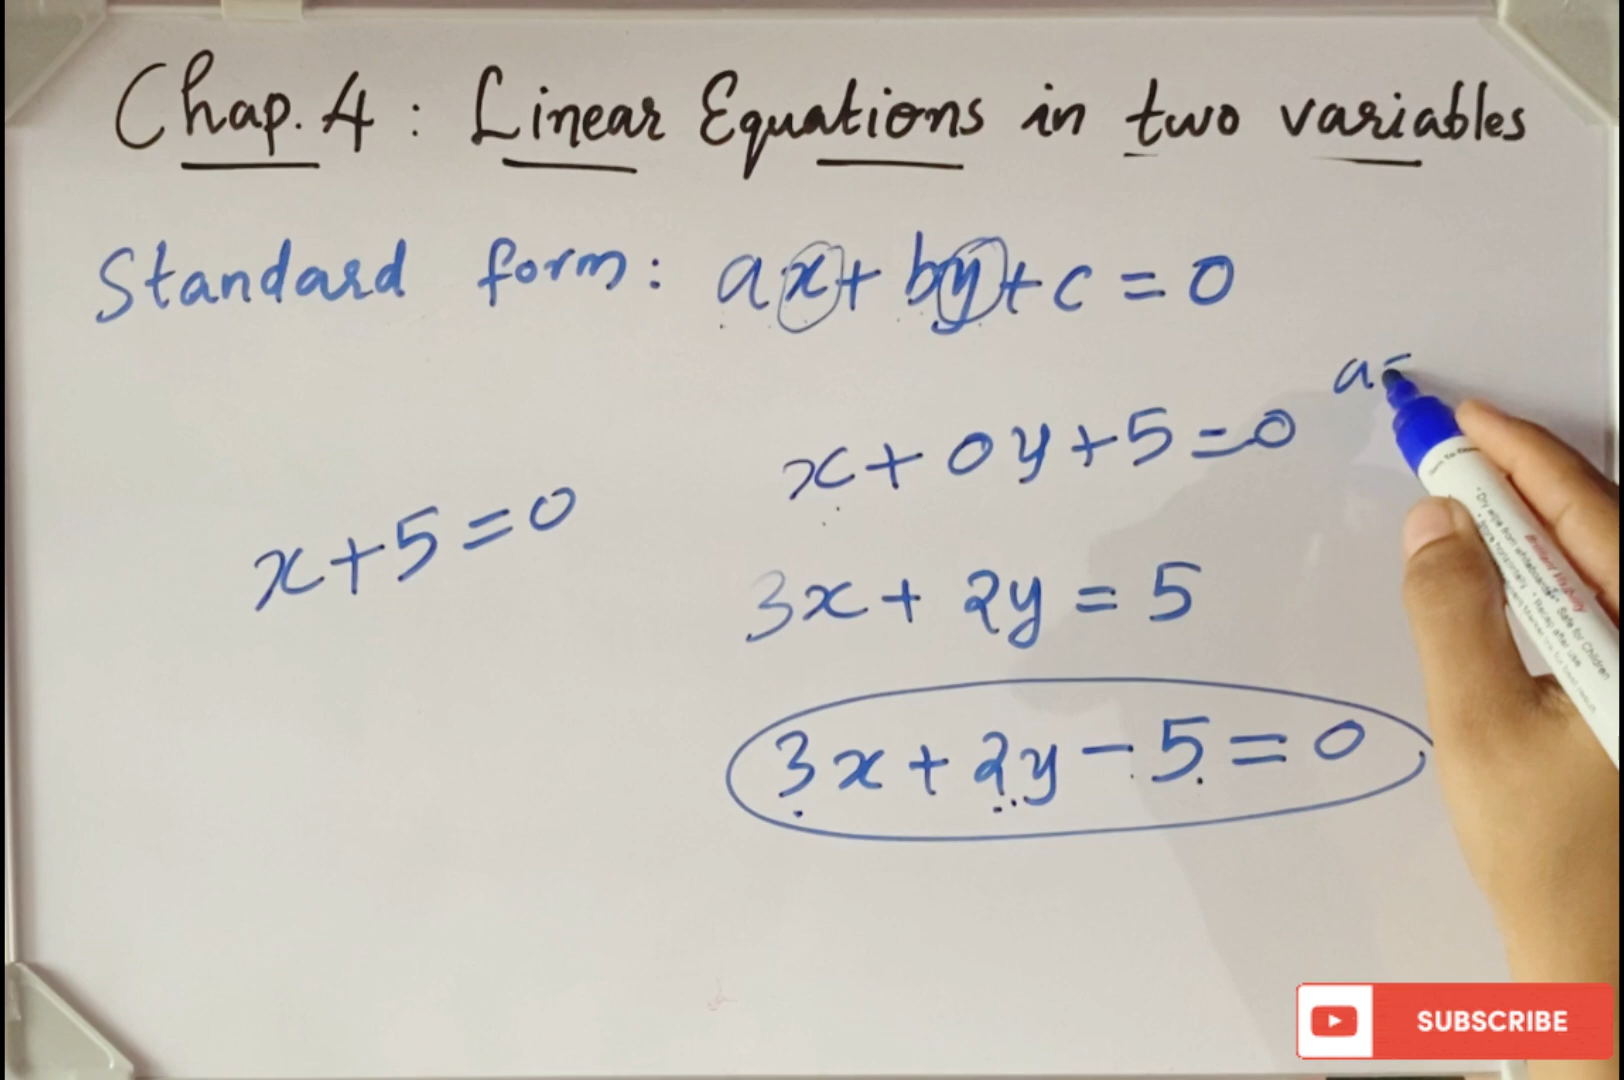 Chap. 4 : Linear Equations in two variables
Standard form : ax + by + c = 0
a =
x + 0y + 5 = 0
x + 5 = 0
3x + 2y = 5
3x + 2y - 5 = 0
SUBSCRIBE